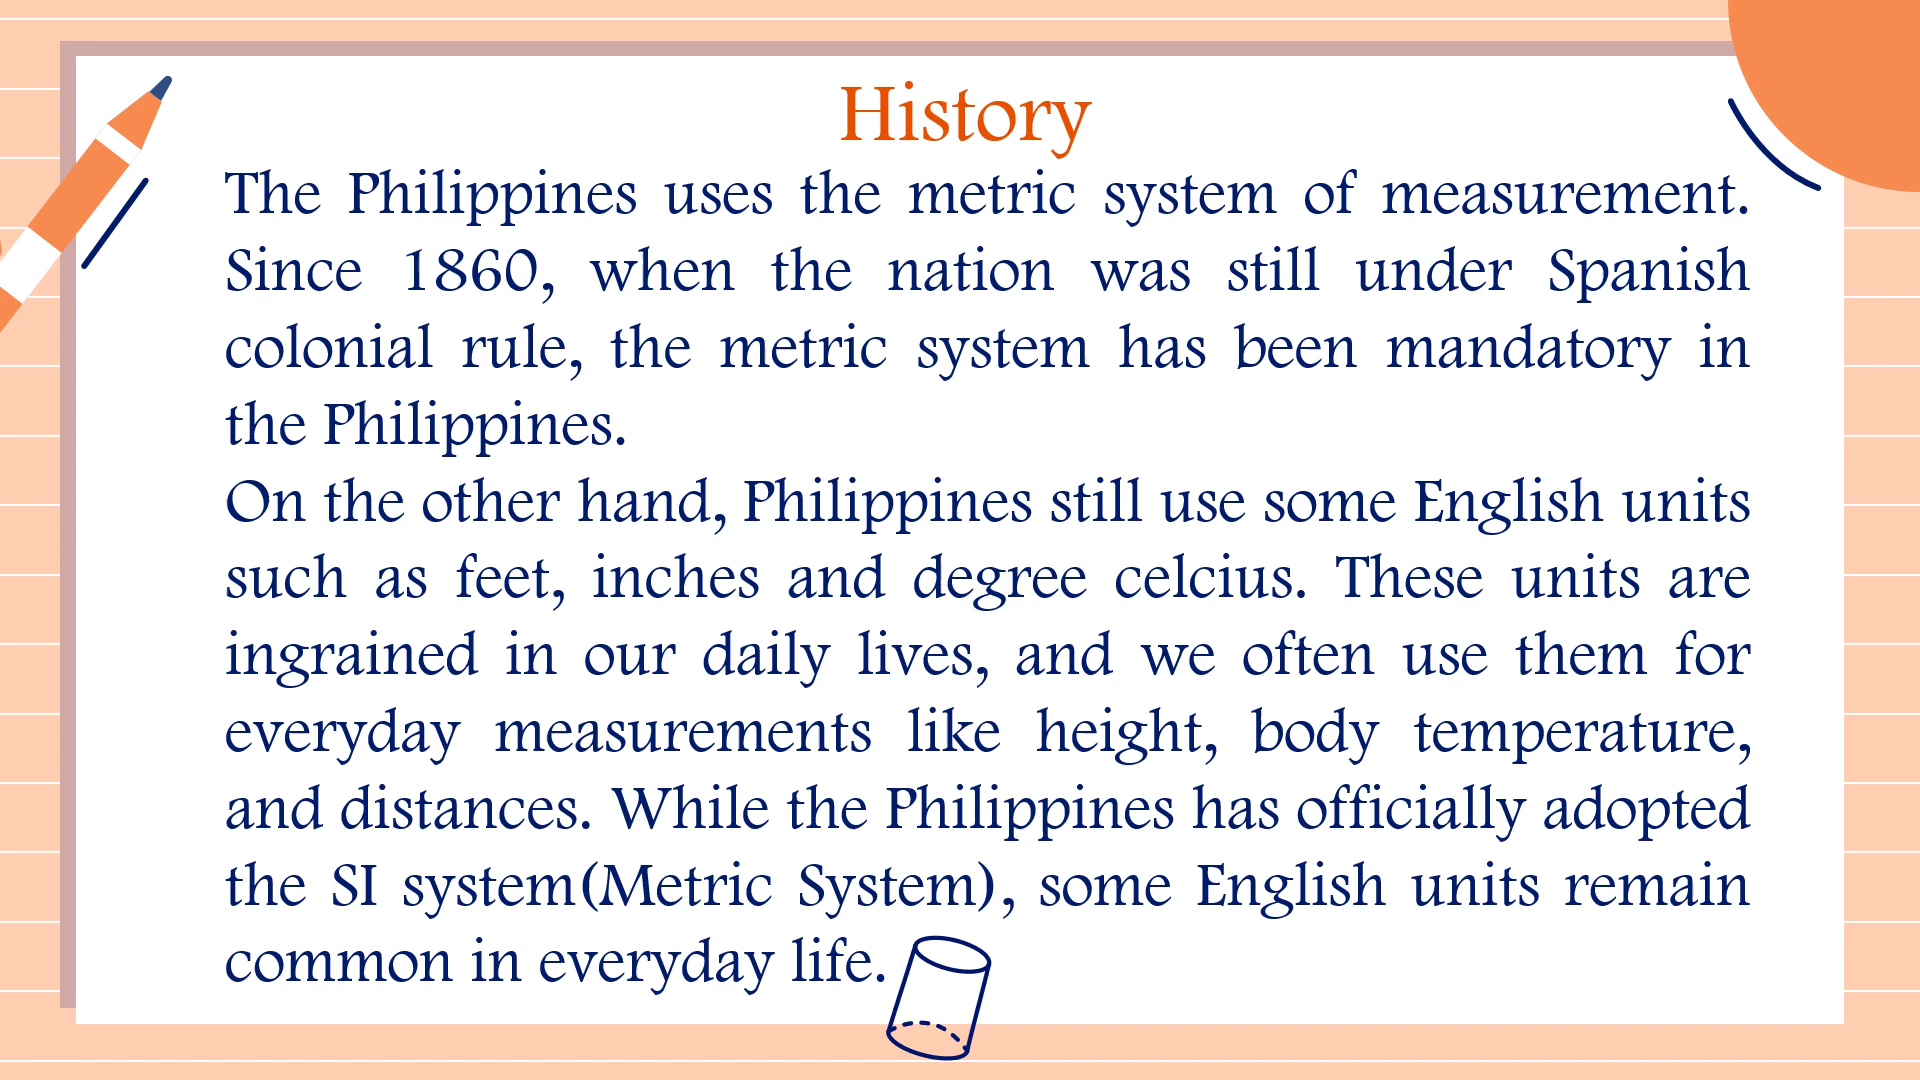 History
The Philippines uses the metric system of measurement.
Since 1860, when the nation was still under Spanish
colonial rule, the metric system has been mandatory in
the Philippines.
On the other hand, Philippines still use some English units
such as feet, inches and degree celcius. These units are
ingrained in our daily lives, and we often use them for
everyday measurements like height, body temperature,
and distances. While the Philippines has officially adopted
the SI system(Metric System), some English units remain
common in everyday life.